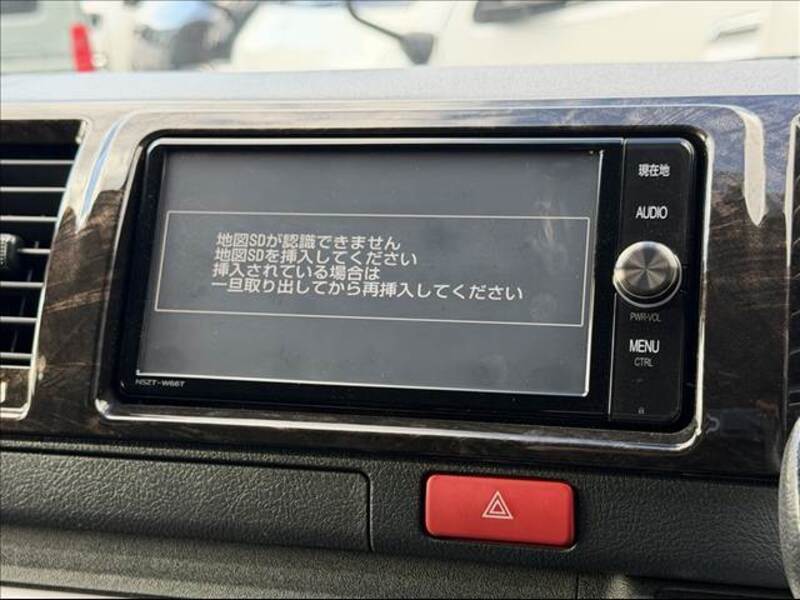 地図SDが認識できません
地図SDを挿入してください
挿入されている場合は
一旦取り出してから再挿入してください
NSZT-W66T
現在地
AUDIO
PWR·VOL
MENU
CTRL